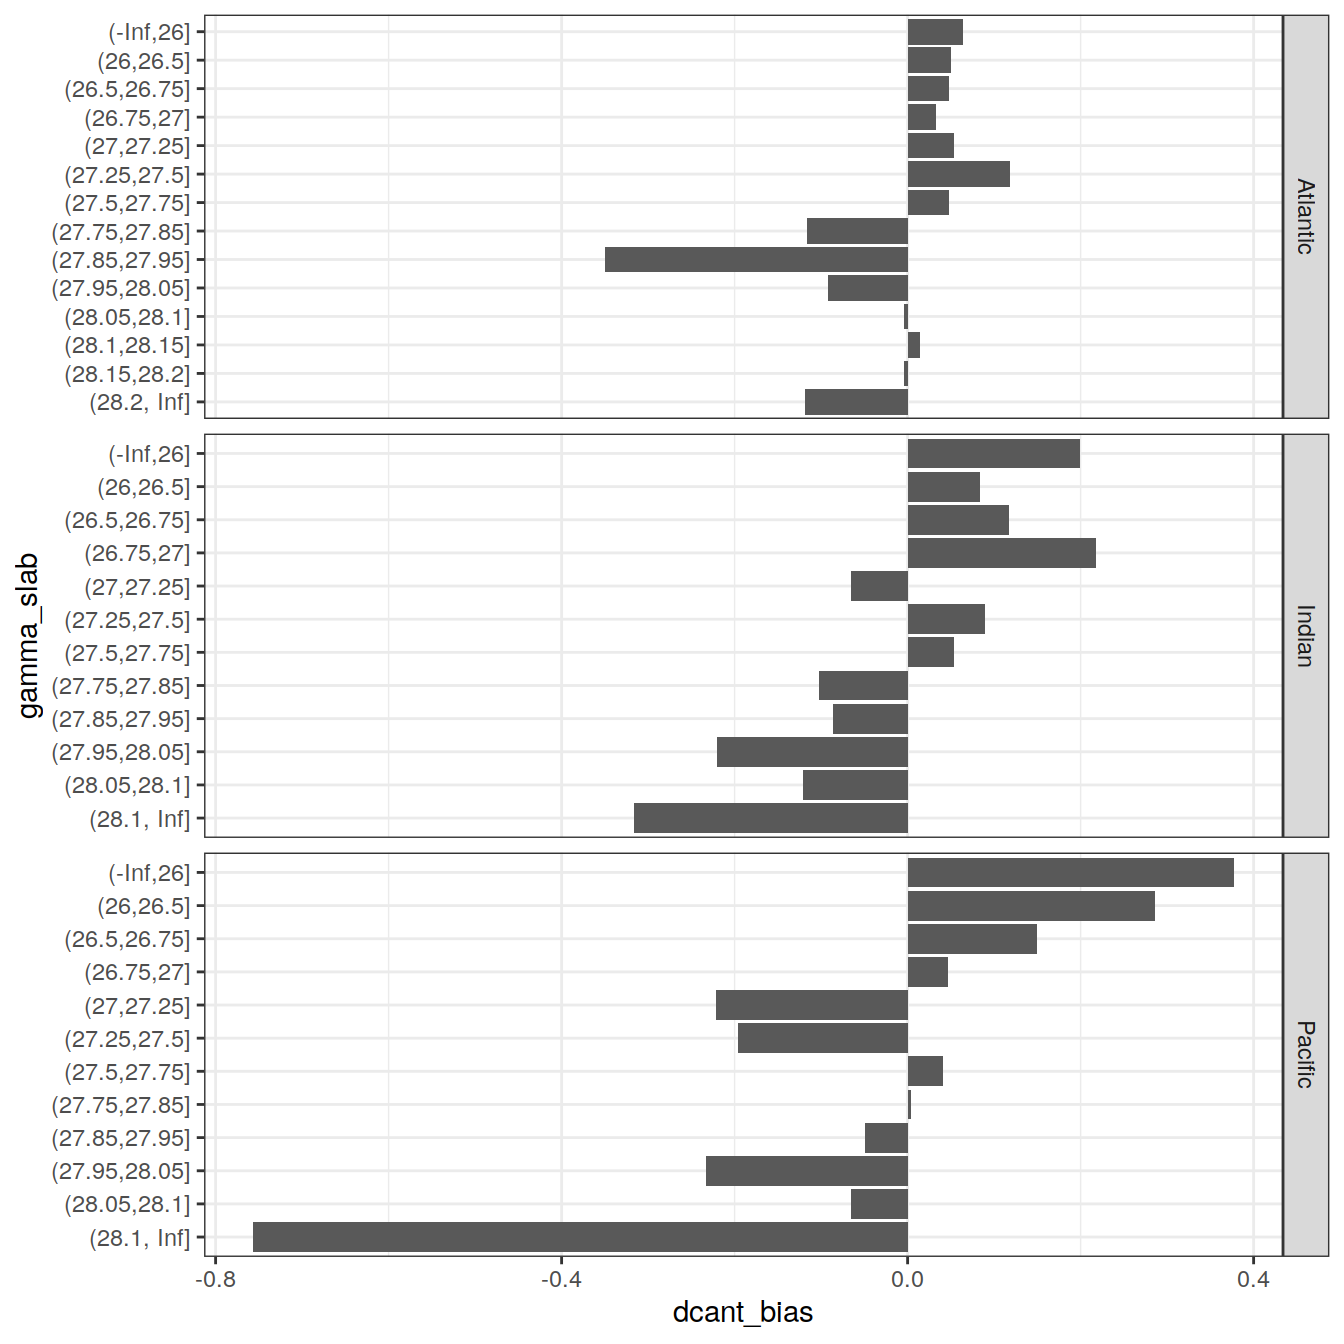 (-Inf,26]
(26,26.5]
(26.5,26.75]
(26.75,27]
(27,27.25]
(27.25,27.5]
(27.5,27.75]
(27.75,27.85]
(27.85,27.95]
(27.95,28.05]
(28.05,28.1]
(28.1,28.15]
(28.15,28.2]
(28.2, Inf]
Atlantic
(-Inf,26]
(26,26.5]
(26.5,26.75]
(26.75,27]
(27,27.25]
(27.25,27.5]
(27.5,27.75]
(27.75,27.85]
(27.85,27.95]
(27.95,28.05]
(28.05,28.1]
(28.1, Inf]
Indian
gamma_slab
(-Inf,26]
(26,26.5]
(26.5,26.75]
(26.75,27]
(27,27.25]
(27.25,27.5]
(27.5,27.75]
(27.75,27.85]
(27.85,27.95]
(27.95,28.05]
(28.05,28.1]
(28.1, Inf]
Pacific
-0.8 -0.4 0.0 0.4
dcant_bias